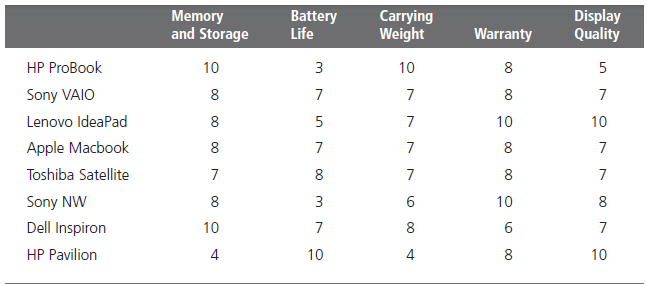 Memory and Storage Battery Life Carrying Weight Warranty Display Quality
HP ProBook 10 3 10 8 5
Sony VAIO 8 7 7 8 7
Lenovo IdeaPad 8 5 7 10 10
Apple Macbook 8 7 7 8 7
Toshiba Satellite 7 8 7 8 7
Sony NW 8 3 6 10 8
Dell Inspiron 10 7 8 6 7
HP Pavilion 4 10 4 8 10